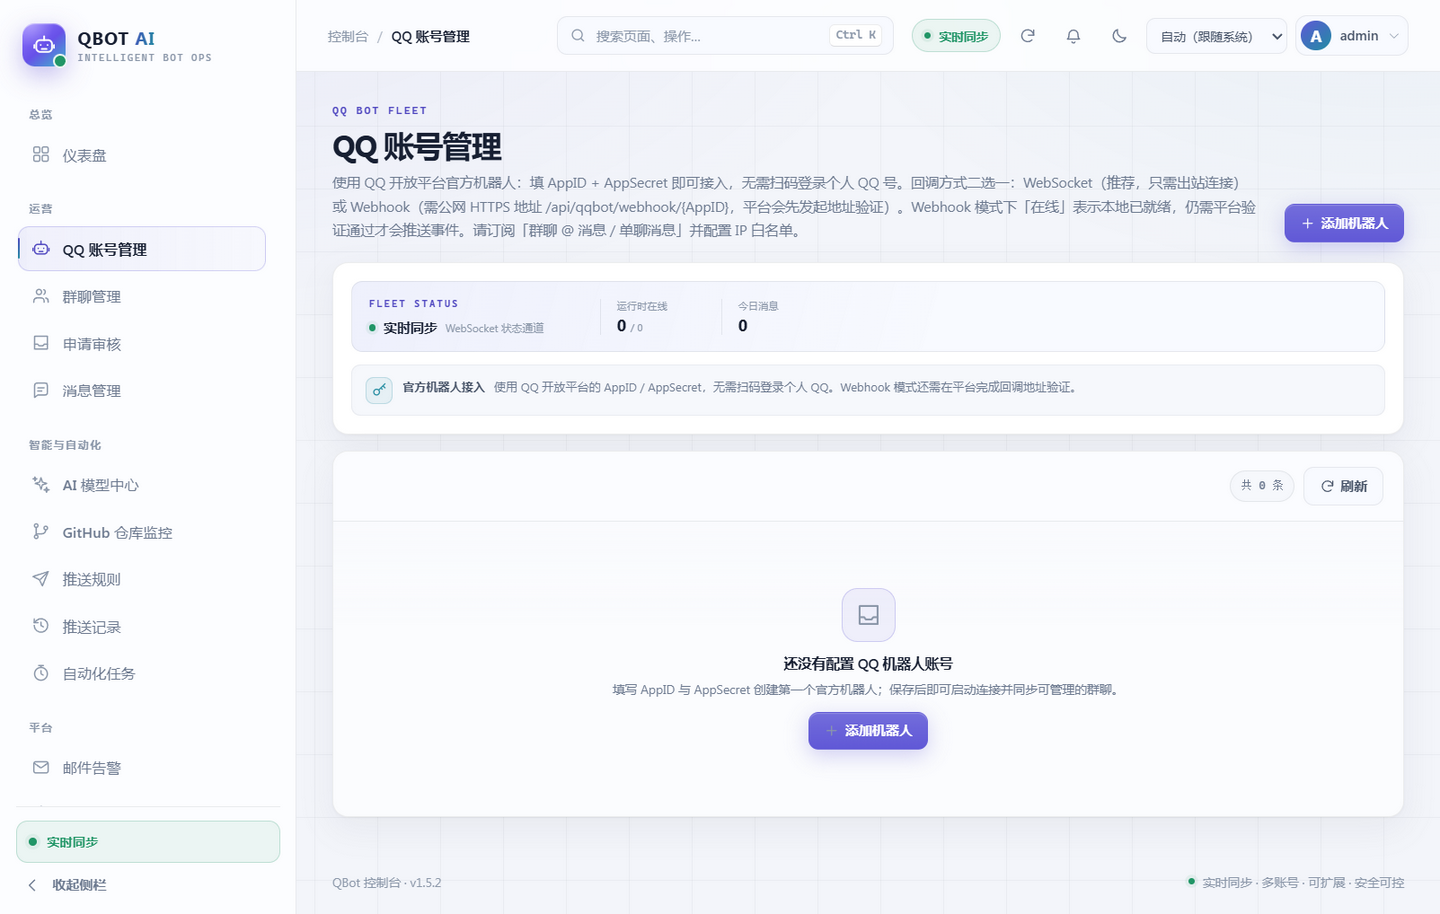 QBOT AI
INTELLIGENT BOT OPS
总览
仪表盘
运营
QQ 账号管理
群聊管理
申请审核
消息管理
智能与自动化
AI 模型中心
GitHub 仓库监控
推送规则
推送记录
自动化任务
平台
邮件告警
实时同步
收起侧栏
控制台 / QQ 账号管理
搜索页面、操作...
Ctrl K
实时同步
自动（跟随系统）
A admin
QQ BOT FLEET
QQ 账号管理
使用 QQ 开放平台官方机器人：填 AppID + AppSecret 即可接入，无需扫码登录个人 QQ 号。回调方式二选一：WebSocket（推荐，只需出站连接）
或 Webhook（需公网 HTTPS 地址 /api/qqbot/webhook/{AppID}，平台会先发起地址验证）。Webhook 模式下「在线」表示本地已就绪，仍需平台验
证通过才会推送事件。请订阅「群聊 @ 消息 / 单聊消息」并配置 IP 白名单。
添加机器人
FLEET STATUS
实时同步 WebSocket 状态通道
运行时在线
0 / 0
今日消息
0
官方机器人接入 使用 QQ 开放平台的 AppID / AppSecret，无需扫码登录个人 QQ。Webhook 模式还需在平台完成回调地址验证。
共 0 条
刷新
还没有配置 QQ 机器人账号
填写 AppID 与 AppSecret 创建第一个官方机器人；保存后即可启动连接并同步可管理的群聊。
添加机器人
QBot 控制台 · v1.5.2
实时同步 · 多账号 · 可扩展 · 安全可控